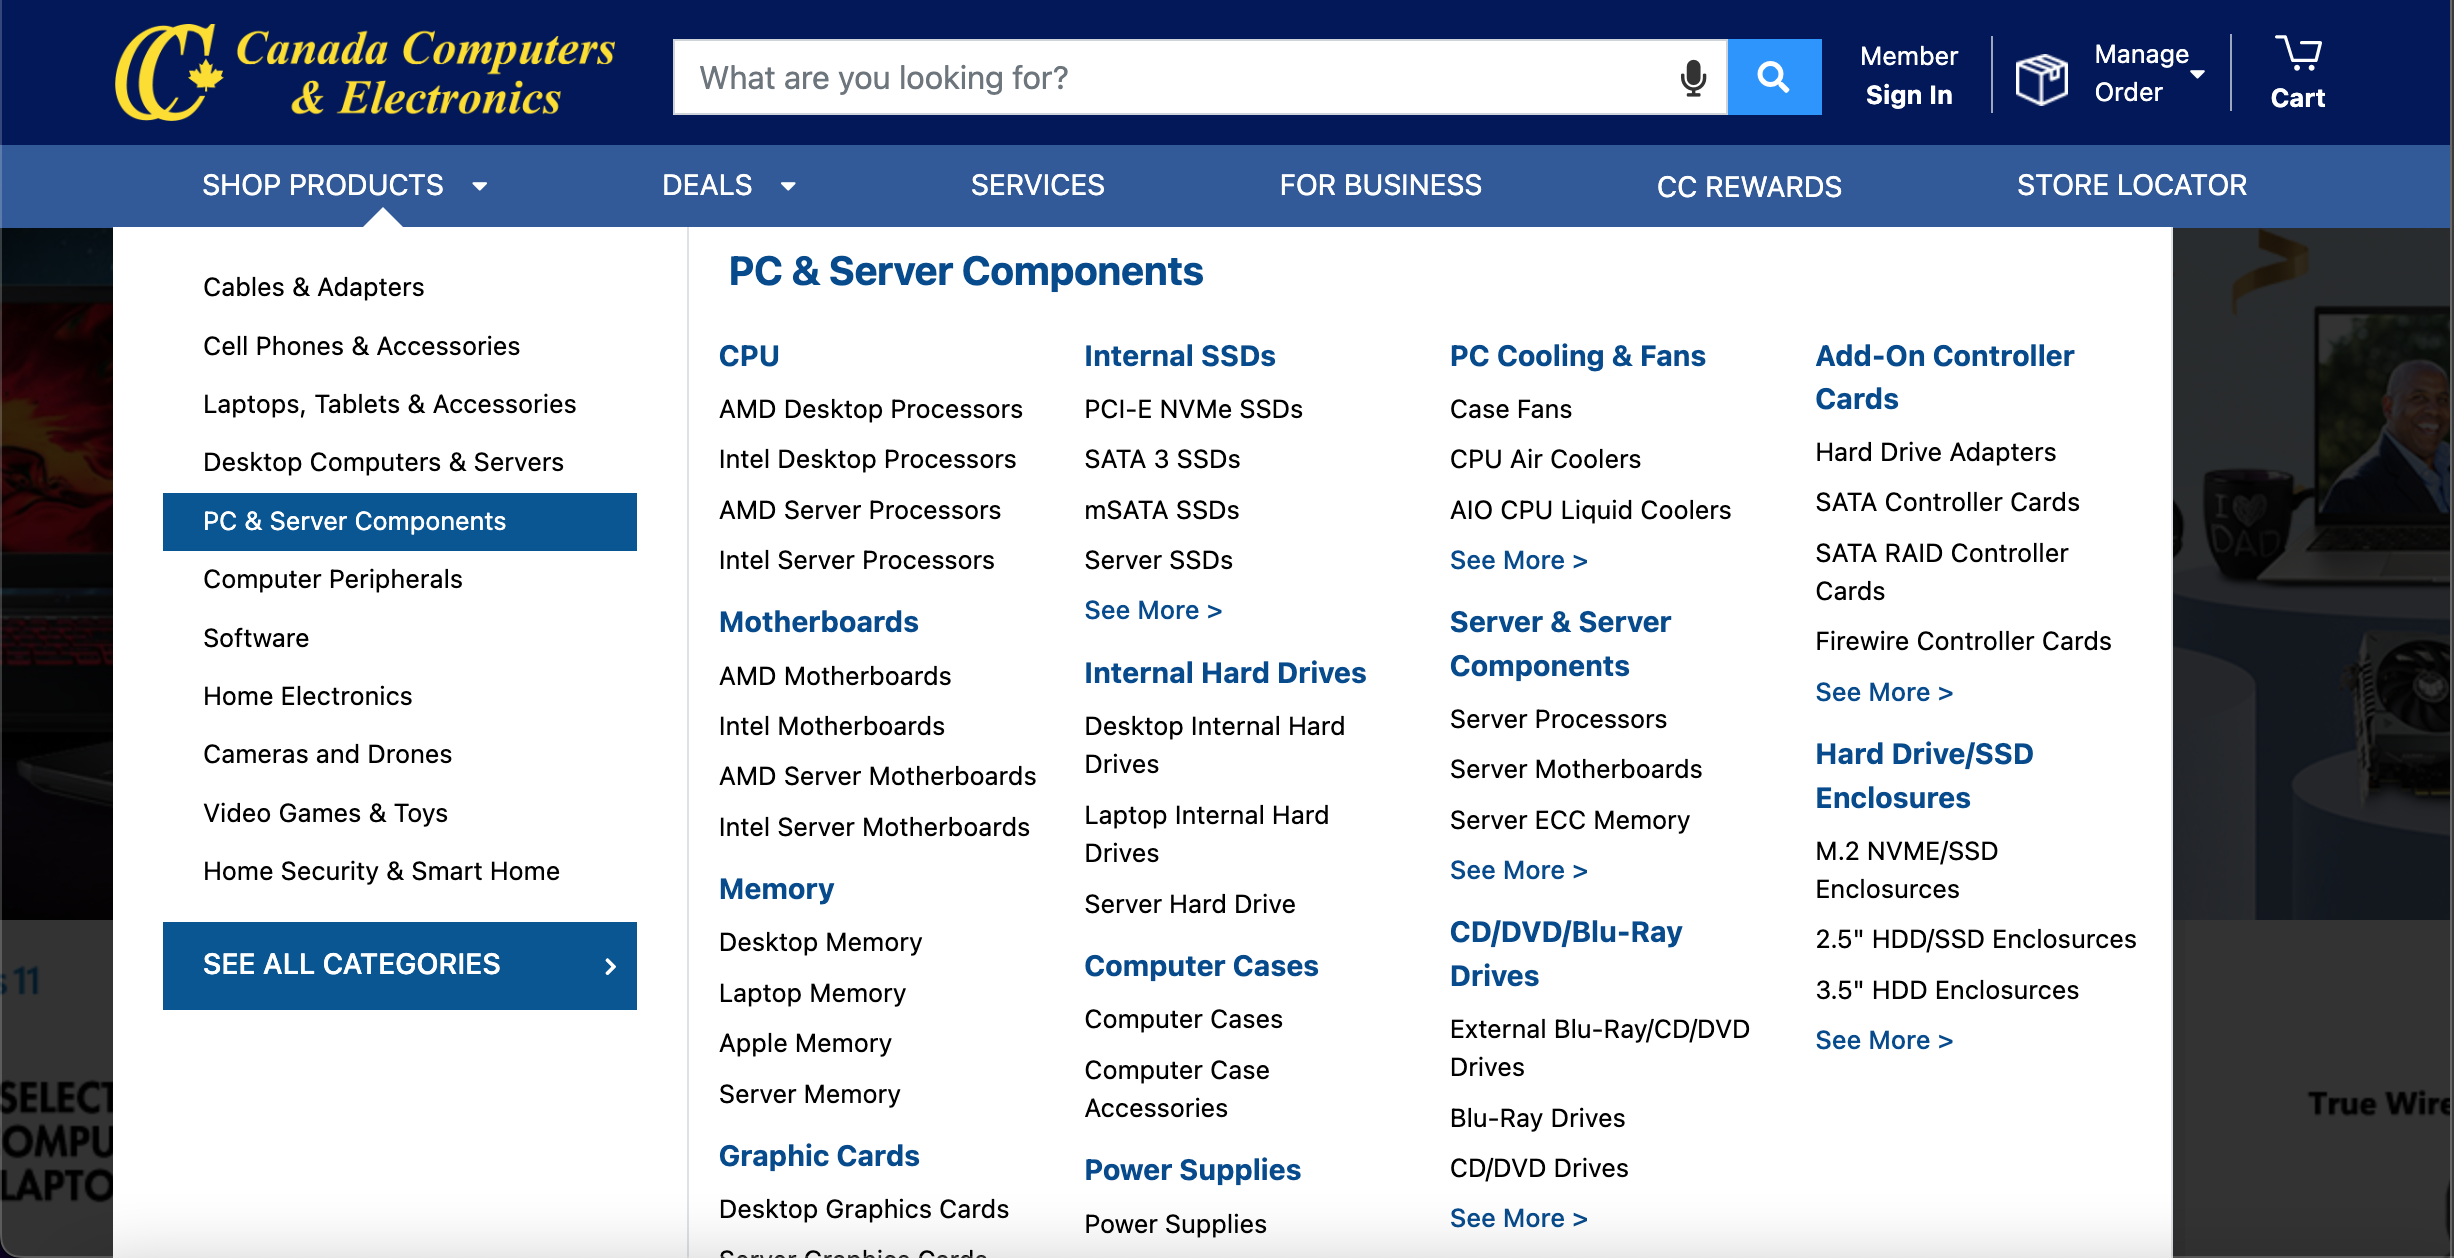 Canada Computers
& Electronics
What are you looking for?
Member
Sign In
Manage
Order
Cart
SHOP PRODUCTS
DEALS
SERVICES
FOR BUSINESS
CC REWARDS
STORE LOCATOR
Cables & Adapters
Cell Phones & Accessories
Laptops, Tablets & Accessories
Desktop Computers & Servers
PC & Server Components
Computer Peripherals
Software
Home Electronics
Cameras and Drones
Video Games & Toys
Home Security & Smart Home
SEE ALL CATEGORIES
PC & Server Components
CPU
AMD Desktop Processors
Intel Desktop Processors
AMD Server Processors
Intel Server Processors
Motherboards
AMD Motherboards
Intel Motherboards
AMD Server Motherboards
Intel Server Motherboards
Memory
Desktop Memory
Laptop Memory
Apple Memory
Server Memory
Graphic Cards
Desktop Graphics Cards
Server Graphics Cards
Internal SSDs
PCI-E NVMe SSDs
SATA 3 SSDs
mSATA SSDs
Server SSDs
See More >
Internal Hard Drives
Desktop Internal Hard
Drives
Laptop Internal Hard
Drives
Server Hard Drive
Computer Cases
Computer Cases
Computer Case
Accessories
Power Supplies
Power Supplies
PC Cooling & Fans
Case Fans
CPU Air Coolers
AIO CPU Liquid Coolers
See More >
Server & Server
Components
Server Processors
Server Motherboards
Server ECC Memory
See More >
CD/DVD/Blu-Ray
Drives
External Blu-Ray/CD/DVD
Drives
Blu-Ray Drives
CD/DVD Drives
See More >
Add-On Controller
Cards
Hard Drive Adapters
SATA Controller Cards
SATA RAID Controller
Cards
Firewire Controller Cards
See More >
Hard Drive/SSD
Enclosures
M.2 NVME/SSD
Enclosurces
2.5" HDD/SSD Enclosurces
3.5" HDD Enclosurces
See More >
I
DAD
s 11
SELECT
OMPU
LAPTO
True Wire